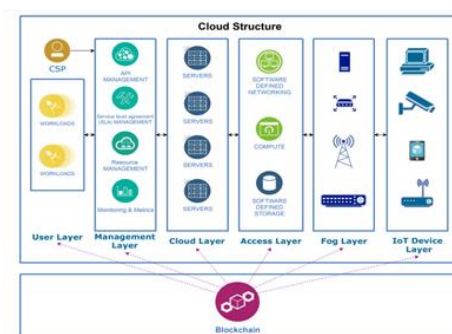 Cloud Structure
CSP
WORKLOADS
WORKLOADS
User Layer
API
MANAGEMENT
Service level agreement
(SLAs) MANAGEMENT
Resource
MANAGEMENT
Monitoring & Metrics
Management
Layer
SERVERS
SERVERS
SERVERS
SERVERS
Cloud Layer
SOFTWARE
DEFINED
NETWORKING
COMPUTE
SOFTWARE
DEFINED
STORAGE
Access Layer
Fog Layer
IoT Device
Layer
Blockchain